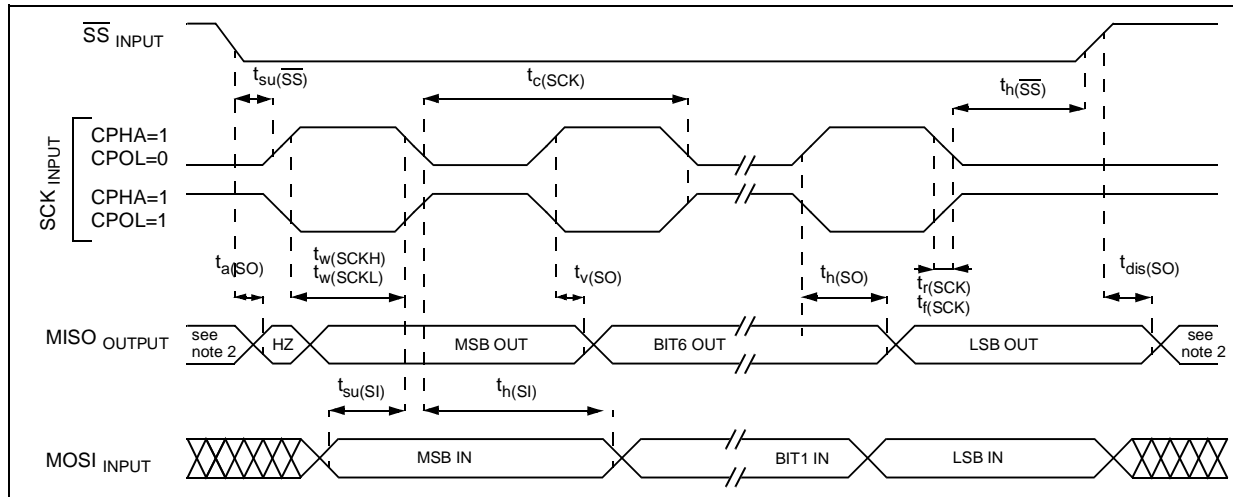 SS INPUT
tsu(SS)
tc(SCK)
th(SS)
SCK INPUT
CPHA=1
CPOL=0
CPHA=1
CPOL=1
ta(SO)
tw(SCKH)
tw(SCKL)
tv(SO)
th(SO)
tr(SCK)
tf(SCK)
tdis(SO)
MISO OUTPUT
see
note 2
HZ
MSB OUT
BIT6 OUT
LSB OUT
see
note 2
tsu(SI)
th(SI)
MOSI INPUT
MSB IN
BIT1 IN
LSB IN